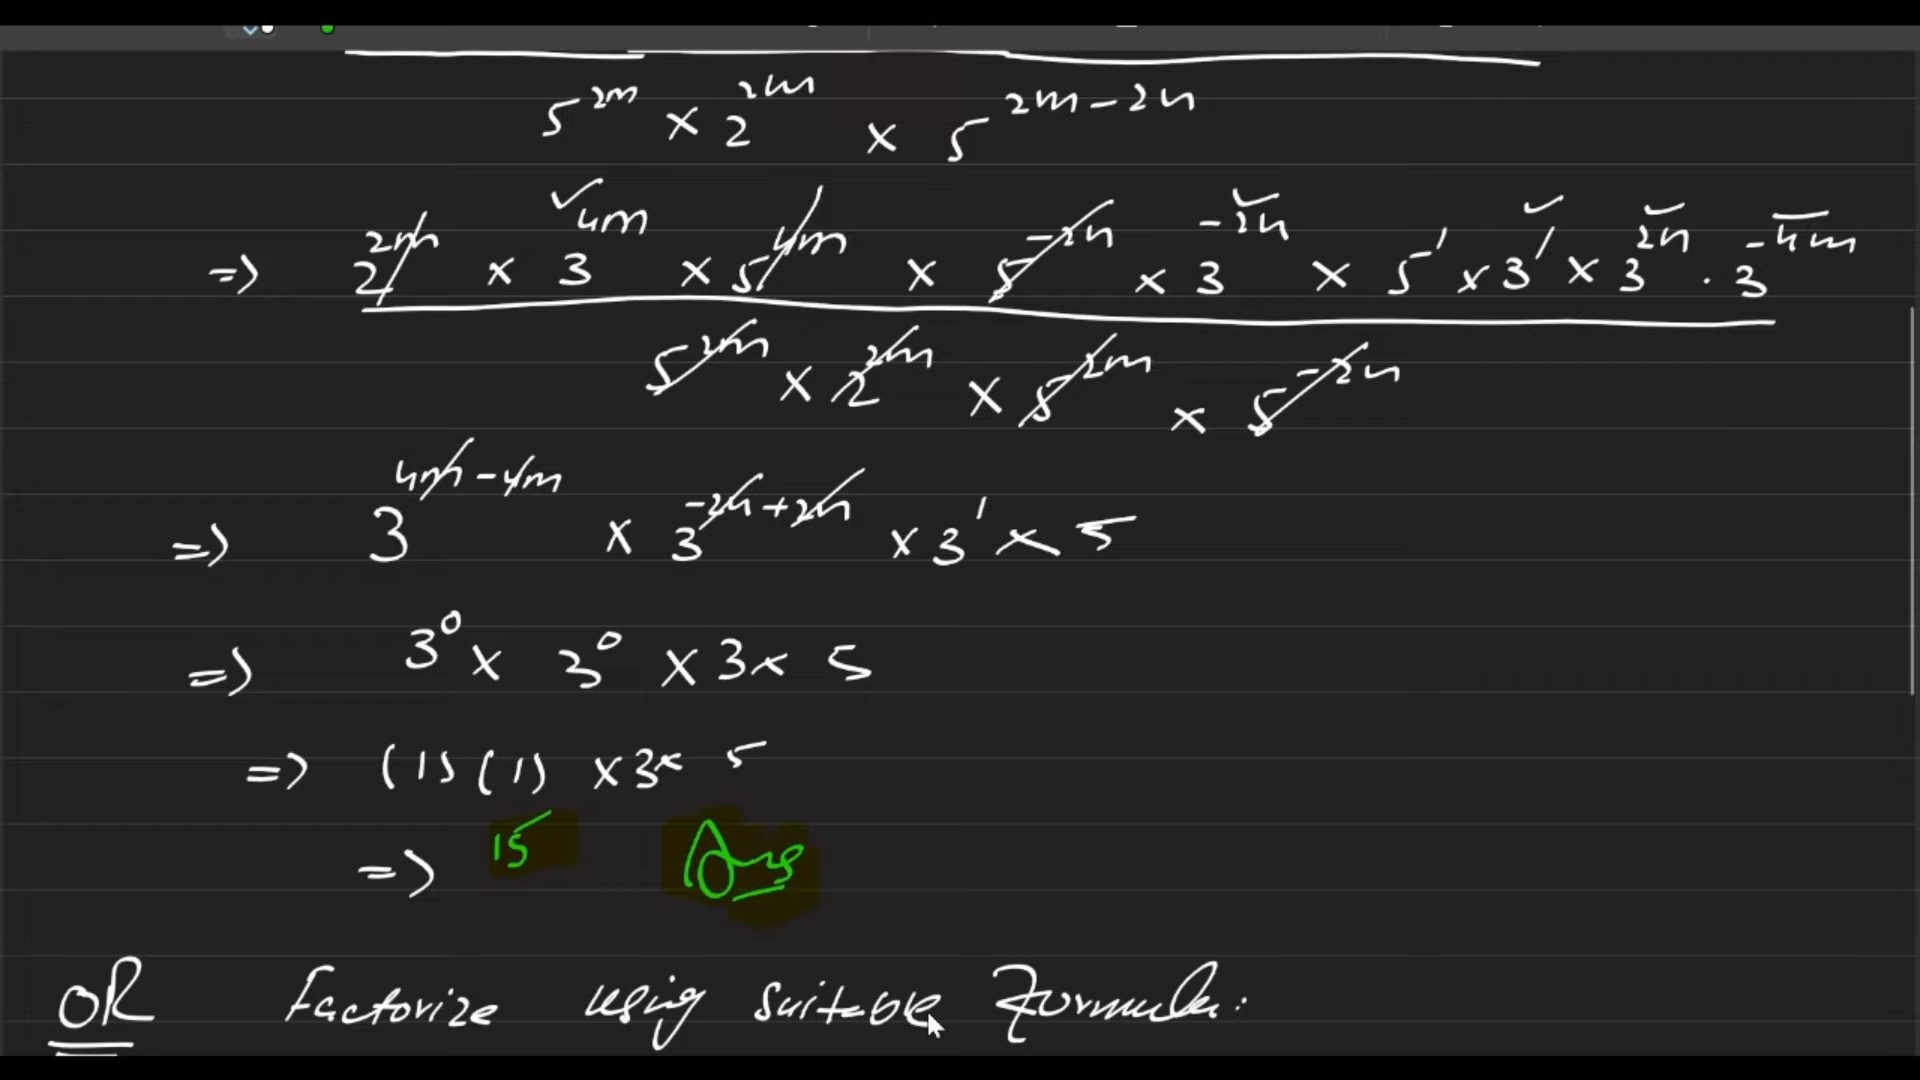 5^{2m} × 2^{2m} × 5^{2m-2n}
=> 2^{2m} × 3^{4m} × 5^{4m} × 5^{-2n} × 3^{-2n} × 5^1 × 3^1 × 3^{2n} . 3^{-4m}
5^{2m} × 2^{2m} × 5^{2m} × 5^{-2n}
=> 3^{4m-4m} × 3^{-2n+2n} × 3^1 × 5
=> 3^0 × 3^0 × 3 × 5
=> (1) (1) × 3 × 5
=> 15 Ans
OR Factorize using suitable Formula: